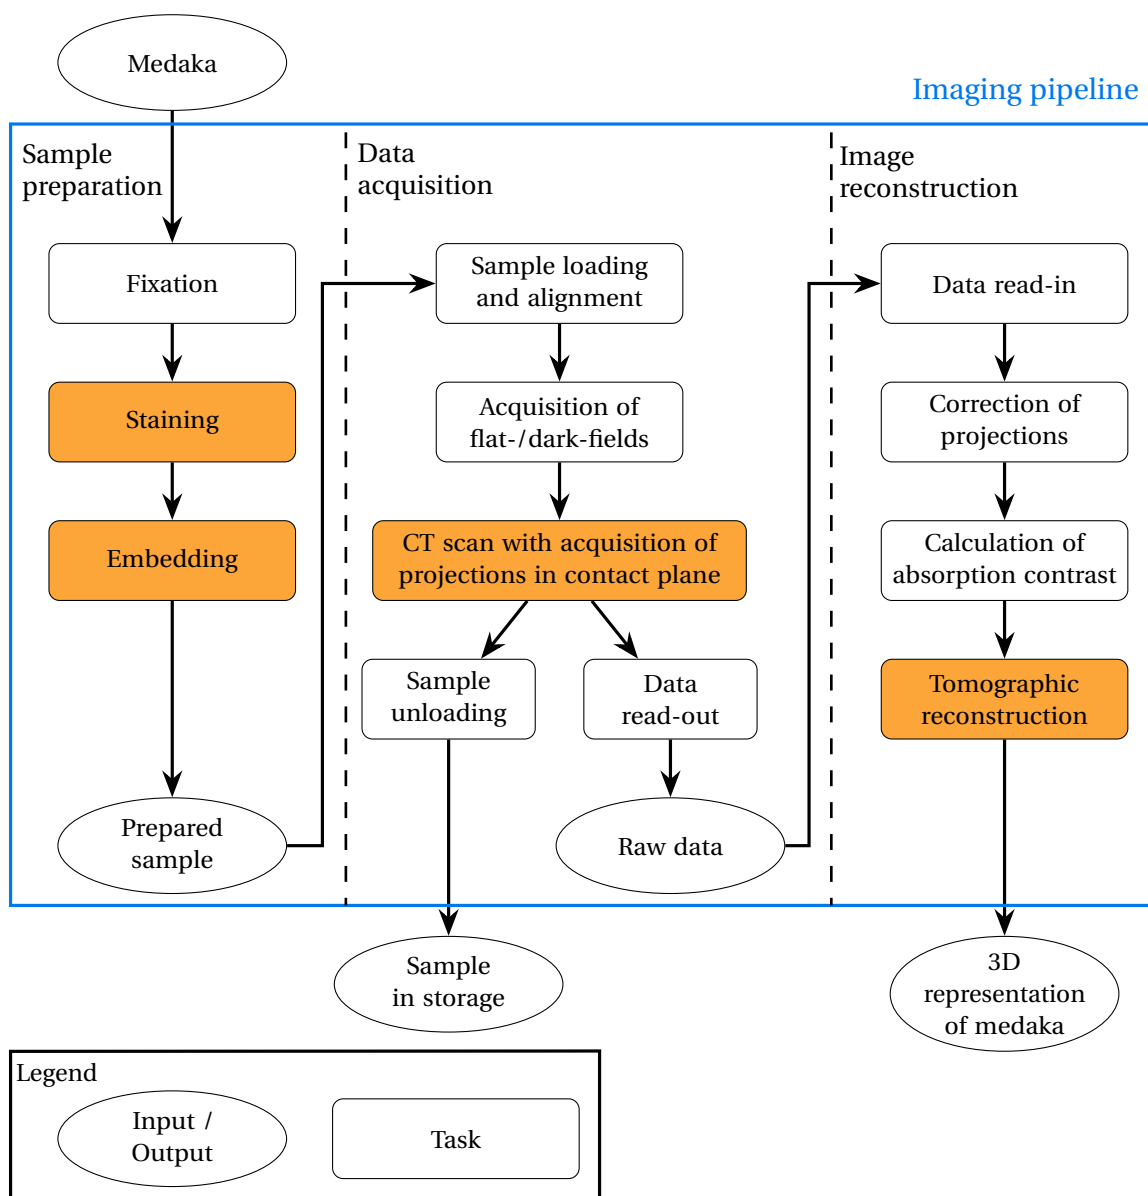 Medaka
Imaging pipeline
Sample
preparation
Fixation
Staining
Embedding
Prepared
sample
Data
acquisition
Sample loading
and alignment
Acquisition of
flat-/dark-fields
CT scan with acquisition of
projections in contact plane
Sample
unloading
Data
read-out
Raw data
Sample
in storage
Image
reconstruction
Data read-in
Correction of
projections
Calculation of
absorption contrast
Tomographic
reconstruction
3D
representation
of medaka
Legend
Input /
Output
Task